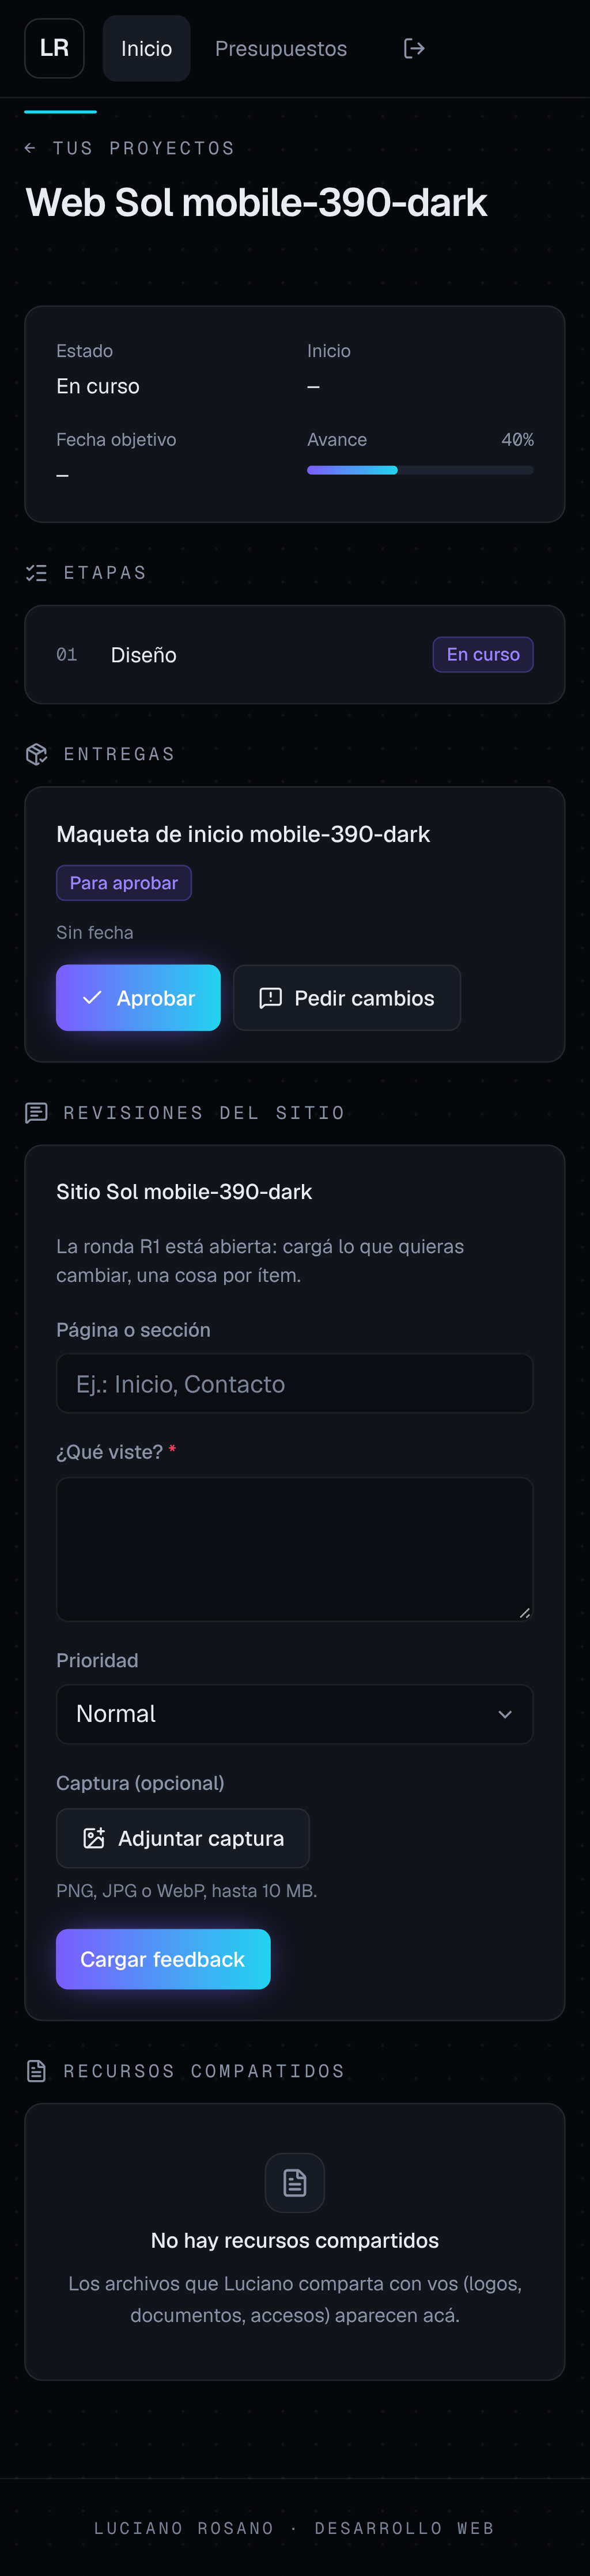 LR
Inicio
Presupuestos
← TUS PROYECTOS
Web Sol mobile-390-dark
Estado
Inicio
En curso
—
Fecha objetivo
Avance
40%
—
ETAPAS
01
Diseño
En curso
ENTREGAS
Maqueta de inicio mobile-390-dark
Para aprobar
Sin fecha
Aprobar
Pedir cambios
REVISIONES DEL SITIO
Sitio Sol mobile-390-dark
La ronda R1 está abierta: cargá lo que quieras
cambiar, una cosa por ítem.
Página o sección
Ej.: Inicio, Contacto
¿Qué viste? *
Prioridad
Normal
Captura (opcional)
Adjuntar captura
PNG, JPG o WebP, hasta 10 MB.
Cargar feedback
RECURSOS COMPARTIDOS
No hay recursos compartidos
Los archivos que Luciano comparta con vos (logos,
documentos, accesos) aparecen acá.
LUCIANO ROSANO · DESARROLLO WEB